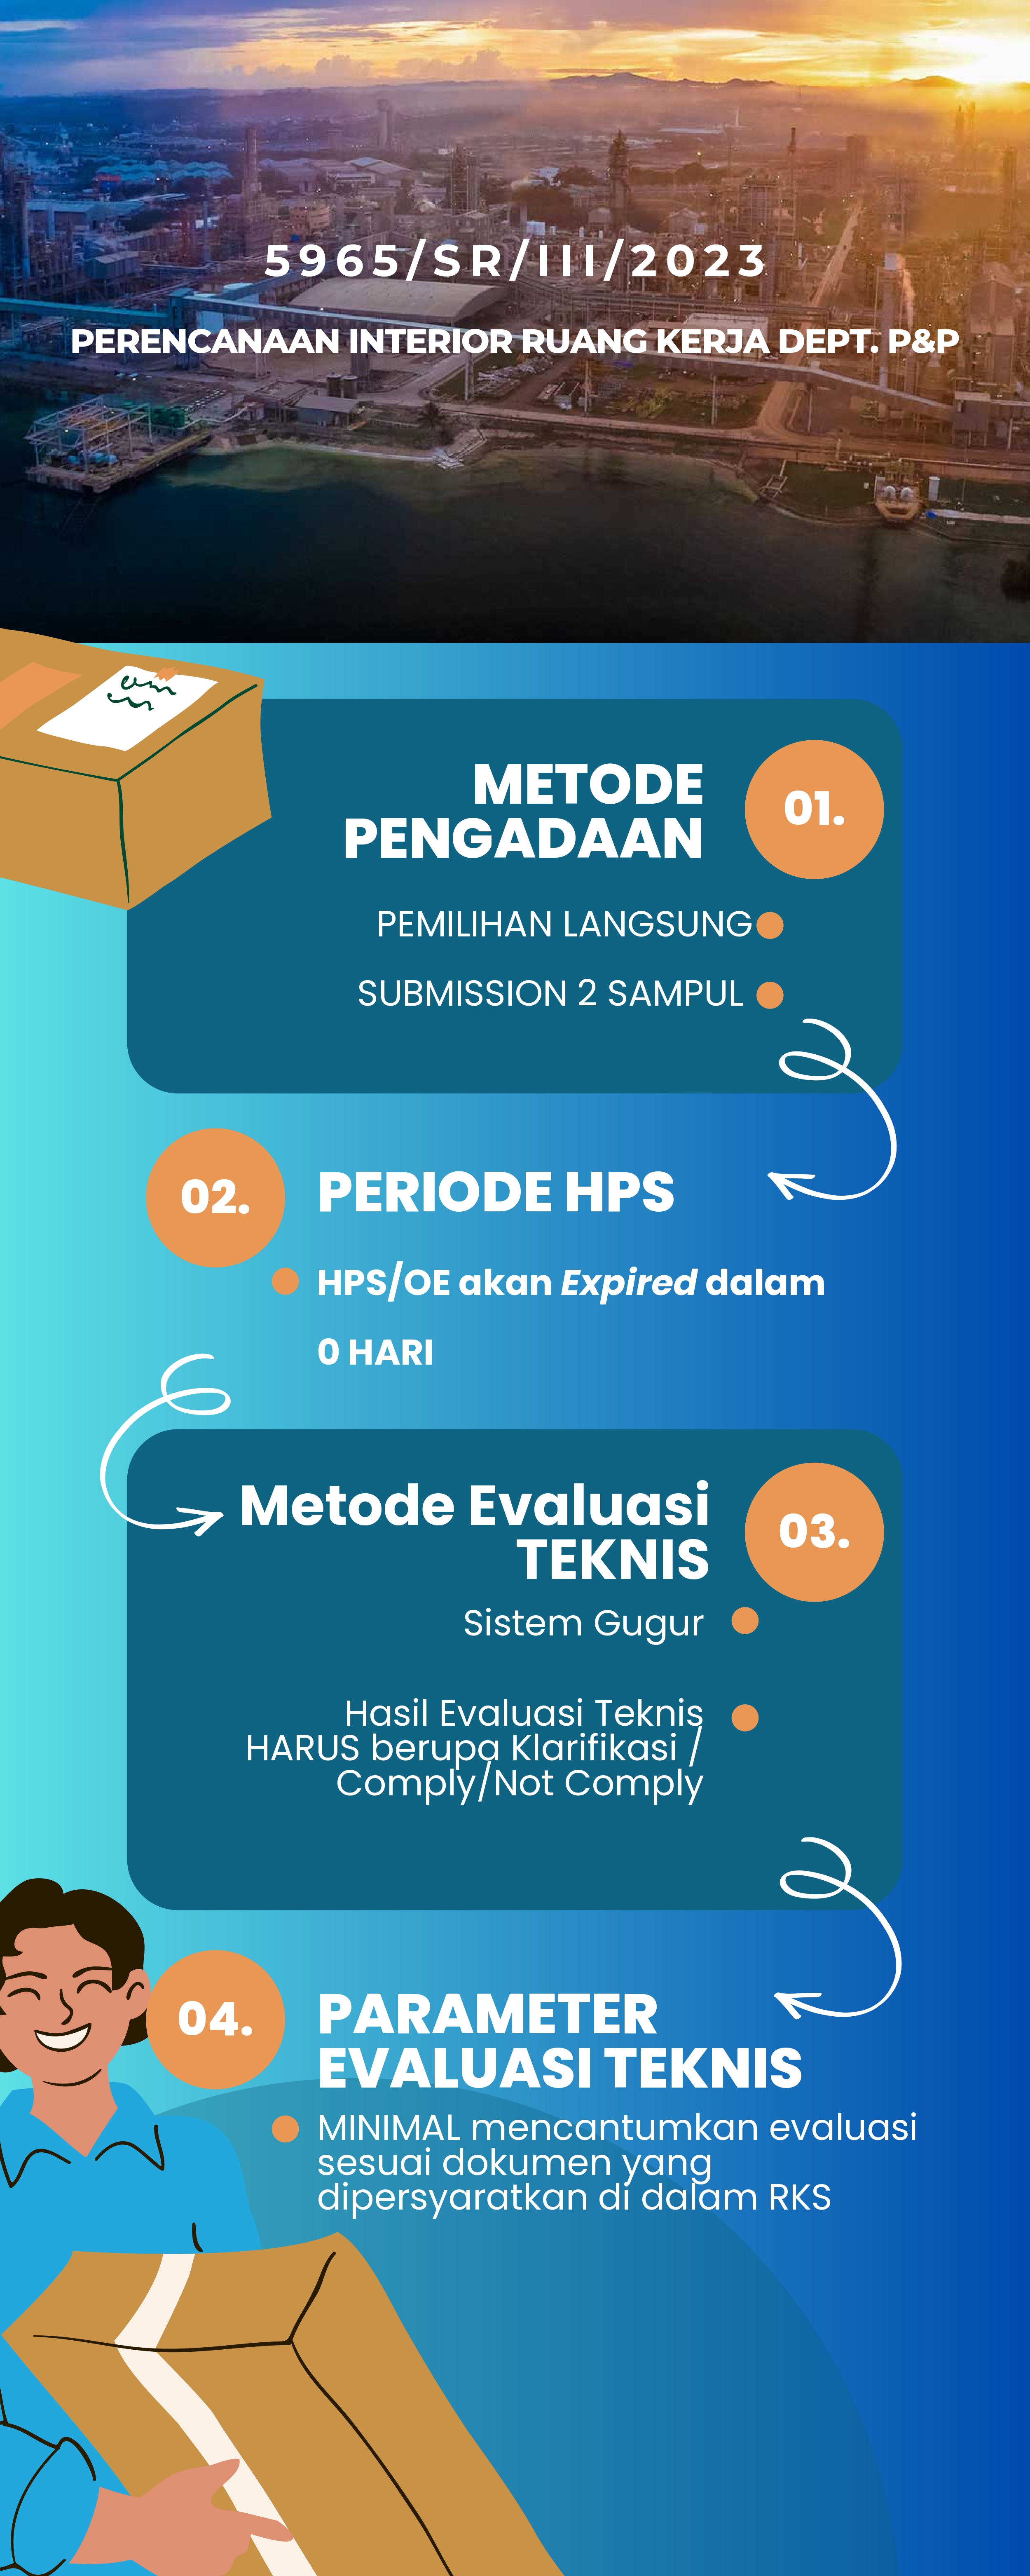 5965/SR/III/2023
PERENCANAAN INTERIOR RUANG KERJA DEPT. P&P
METODE
PENGADAAN
01.
PEMILIHAN LANGSUNG
SUBMISSION 2 SAMPUL
02.
PERIODE HPS
HPS/OE akan Expired dalam
0 HARI
Metode Evaluasi
TEKNIS
03.
Sistem Gugur
Hasil Evaluasi Teknis
HARUS berupa Klarifikasi /
Comply/Not Comply
04.
PARAMETER
EVALUASI TEKNIS
MINIMAL mencantumkan evaluasi
sesuai dokumen yang
dipersyaratkan di dalam RKS